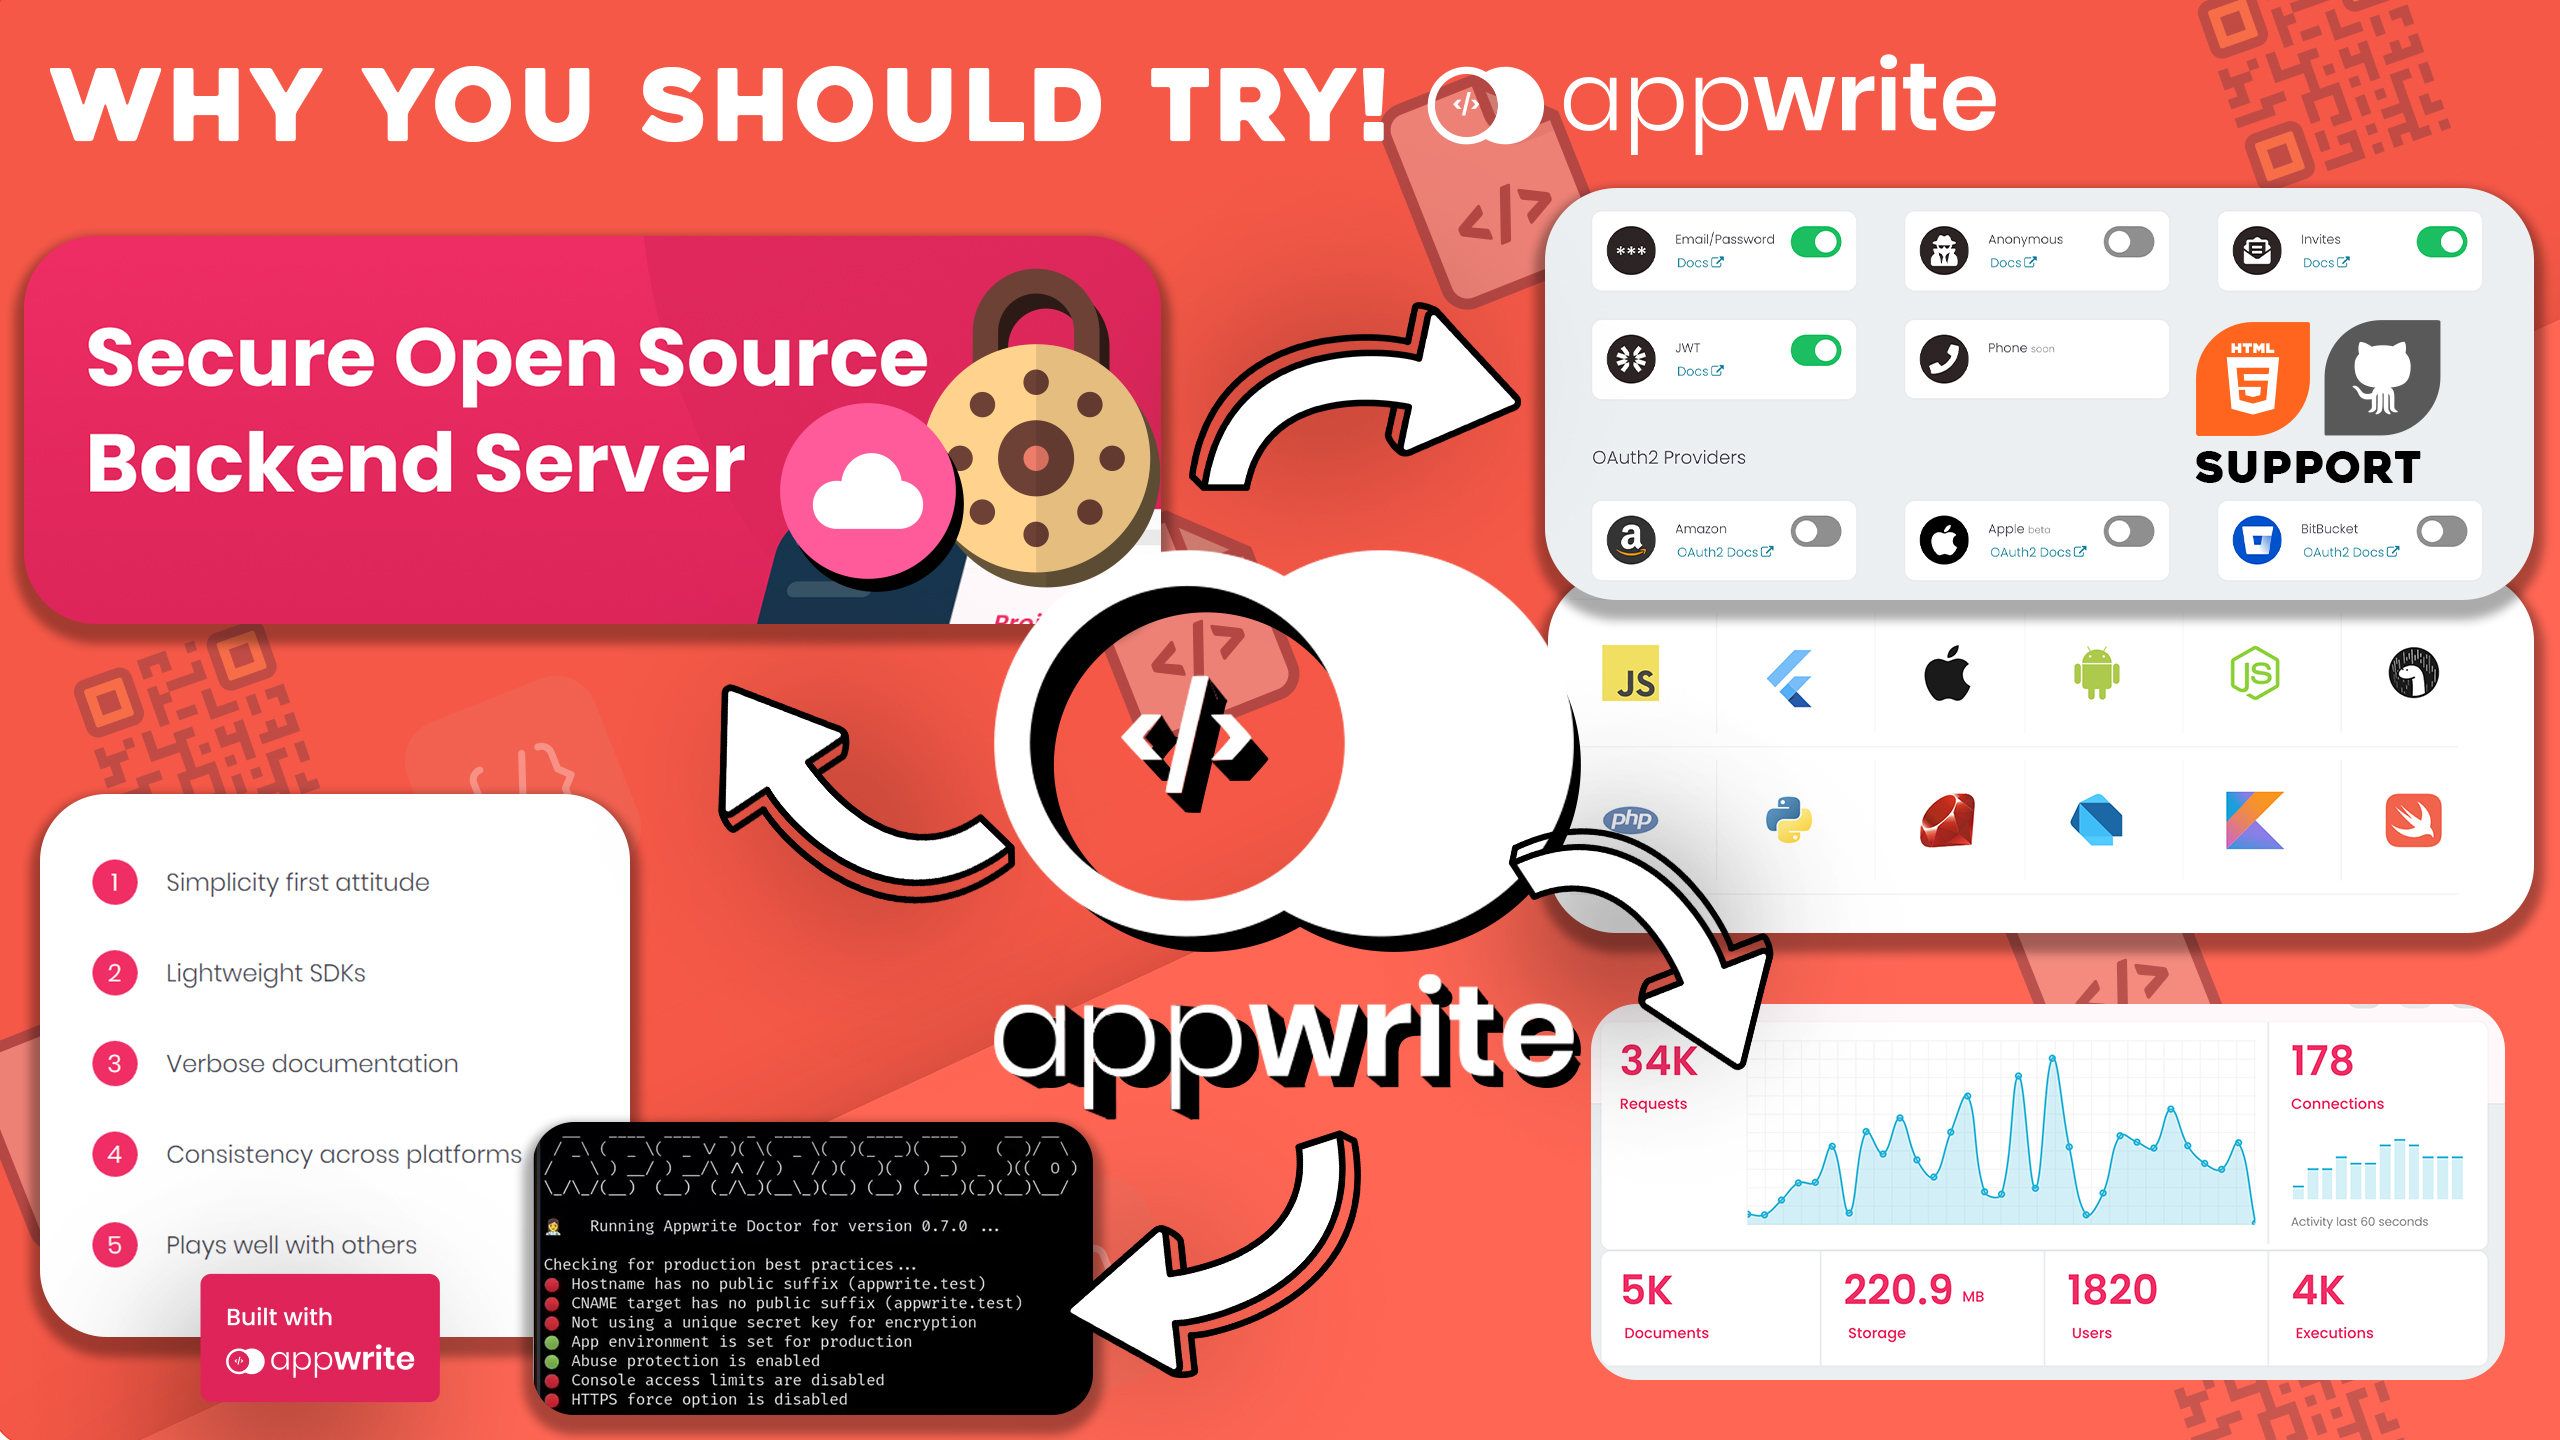 WHY YOU SHOULD TRY! </> appwrite
</>
Secure Open Source
Backend Server
Email/Password
Docs
Anonymous
Docs
Invites
Docs
JWT
Docs
Phone soon
HTML
5
SUPPORT
OAuth2 Providers
Amazon
OAuth2 Docs
Apple beta
OAuth2 Docs
BitBucket
OAuth2 Docs
JS
JS
php
</>
</>
appwrite
1 Simplicity first attitude
2 Lightweight SDKs
3 Verbose documentation
4 Consistency across platforms
5 Plays well with others
Built with
appwrite
APPWRITE.IO
Running Appwrite Doctor for version 0.7.0 ...
Checking for production best practices...
Hostname has no public suffix (appwrite.test)
CNAME target has no public suffix (appwrite.test)
Not using a unique secret key for encryption
App environment is set for production
Abuse protection is enabled
Console access limits are disabled
HTTPS force option is disabled
34K
Requests
178
Connections
Activity last 60 seconds
5K
Documents
220.9 MB
Storage
1820
Users
4K
Executions